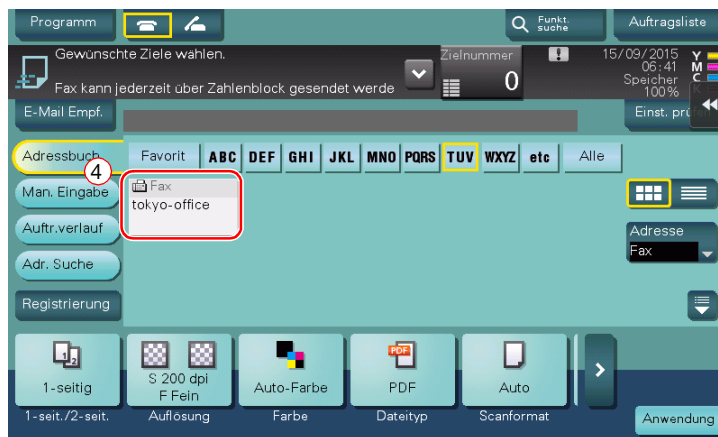 Programm
Funkt.
suche
Auftragsliste
Gewünschte Ziele wählen.
Zielnummer
15/09/2015
06:41
Speicher
100%
Y
M
C
K
Fax kann jederzeit über Zahlenblock gesendet werde
0
E-Mail Empf.
Adressbuch
Favorit ABC DEF GHI JKL MNO PQRS TUV WXYZ etc Alle
4
Man. Eingabe
Fax
tokyo-office
Auftr.verlauf
Adresse
Fax
Adr. Suche
Registrierung
1-seitig
S 200 dpi
F Fein
Auto-Farbe
PDF
PDF
Auto
1-seit./2-seit.
Auflösung
Farbe
Dateityp
Scanformat
Anwendung